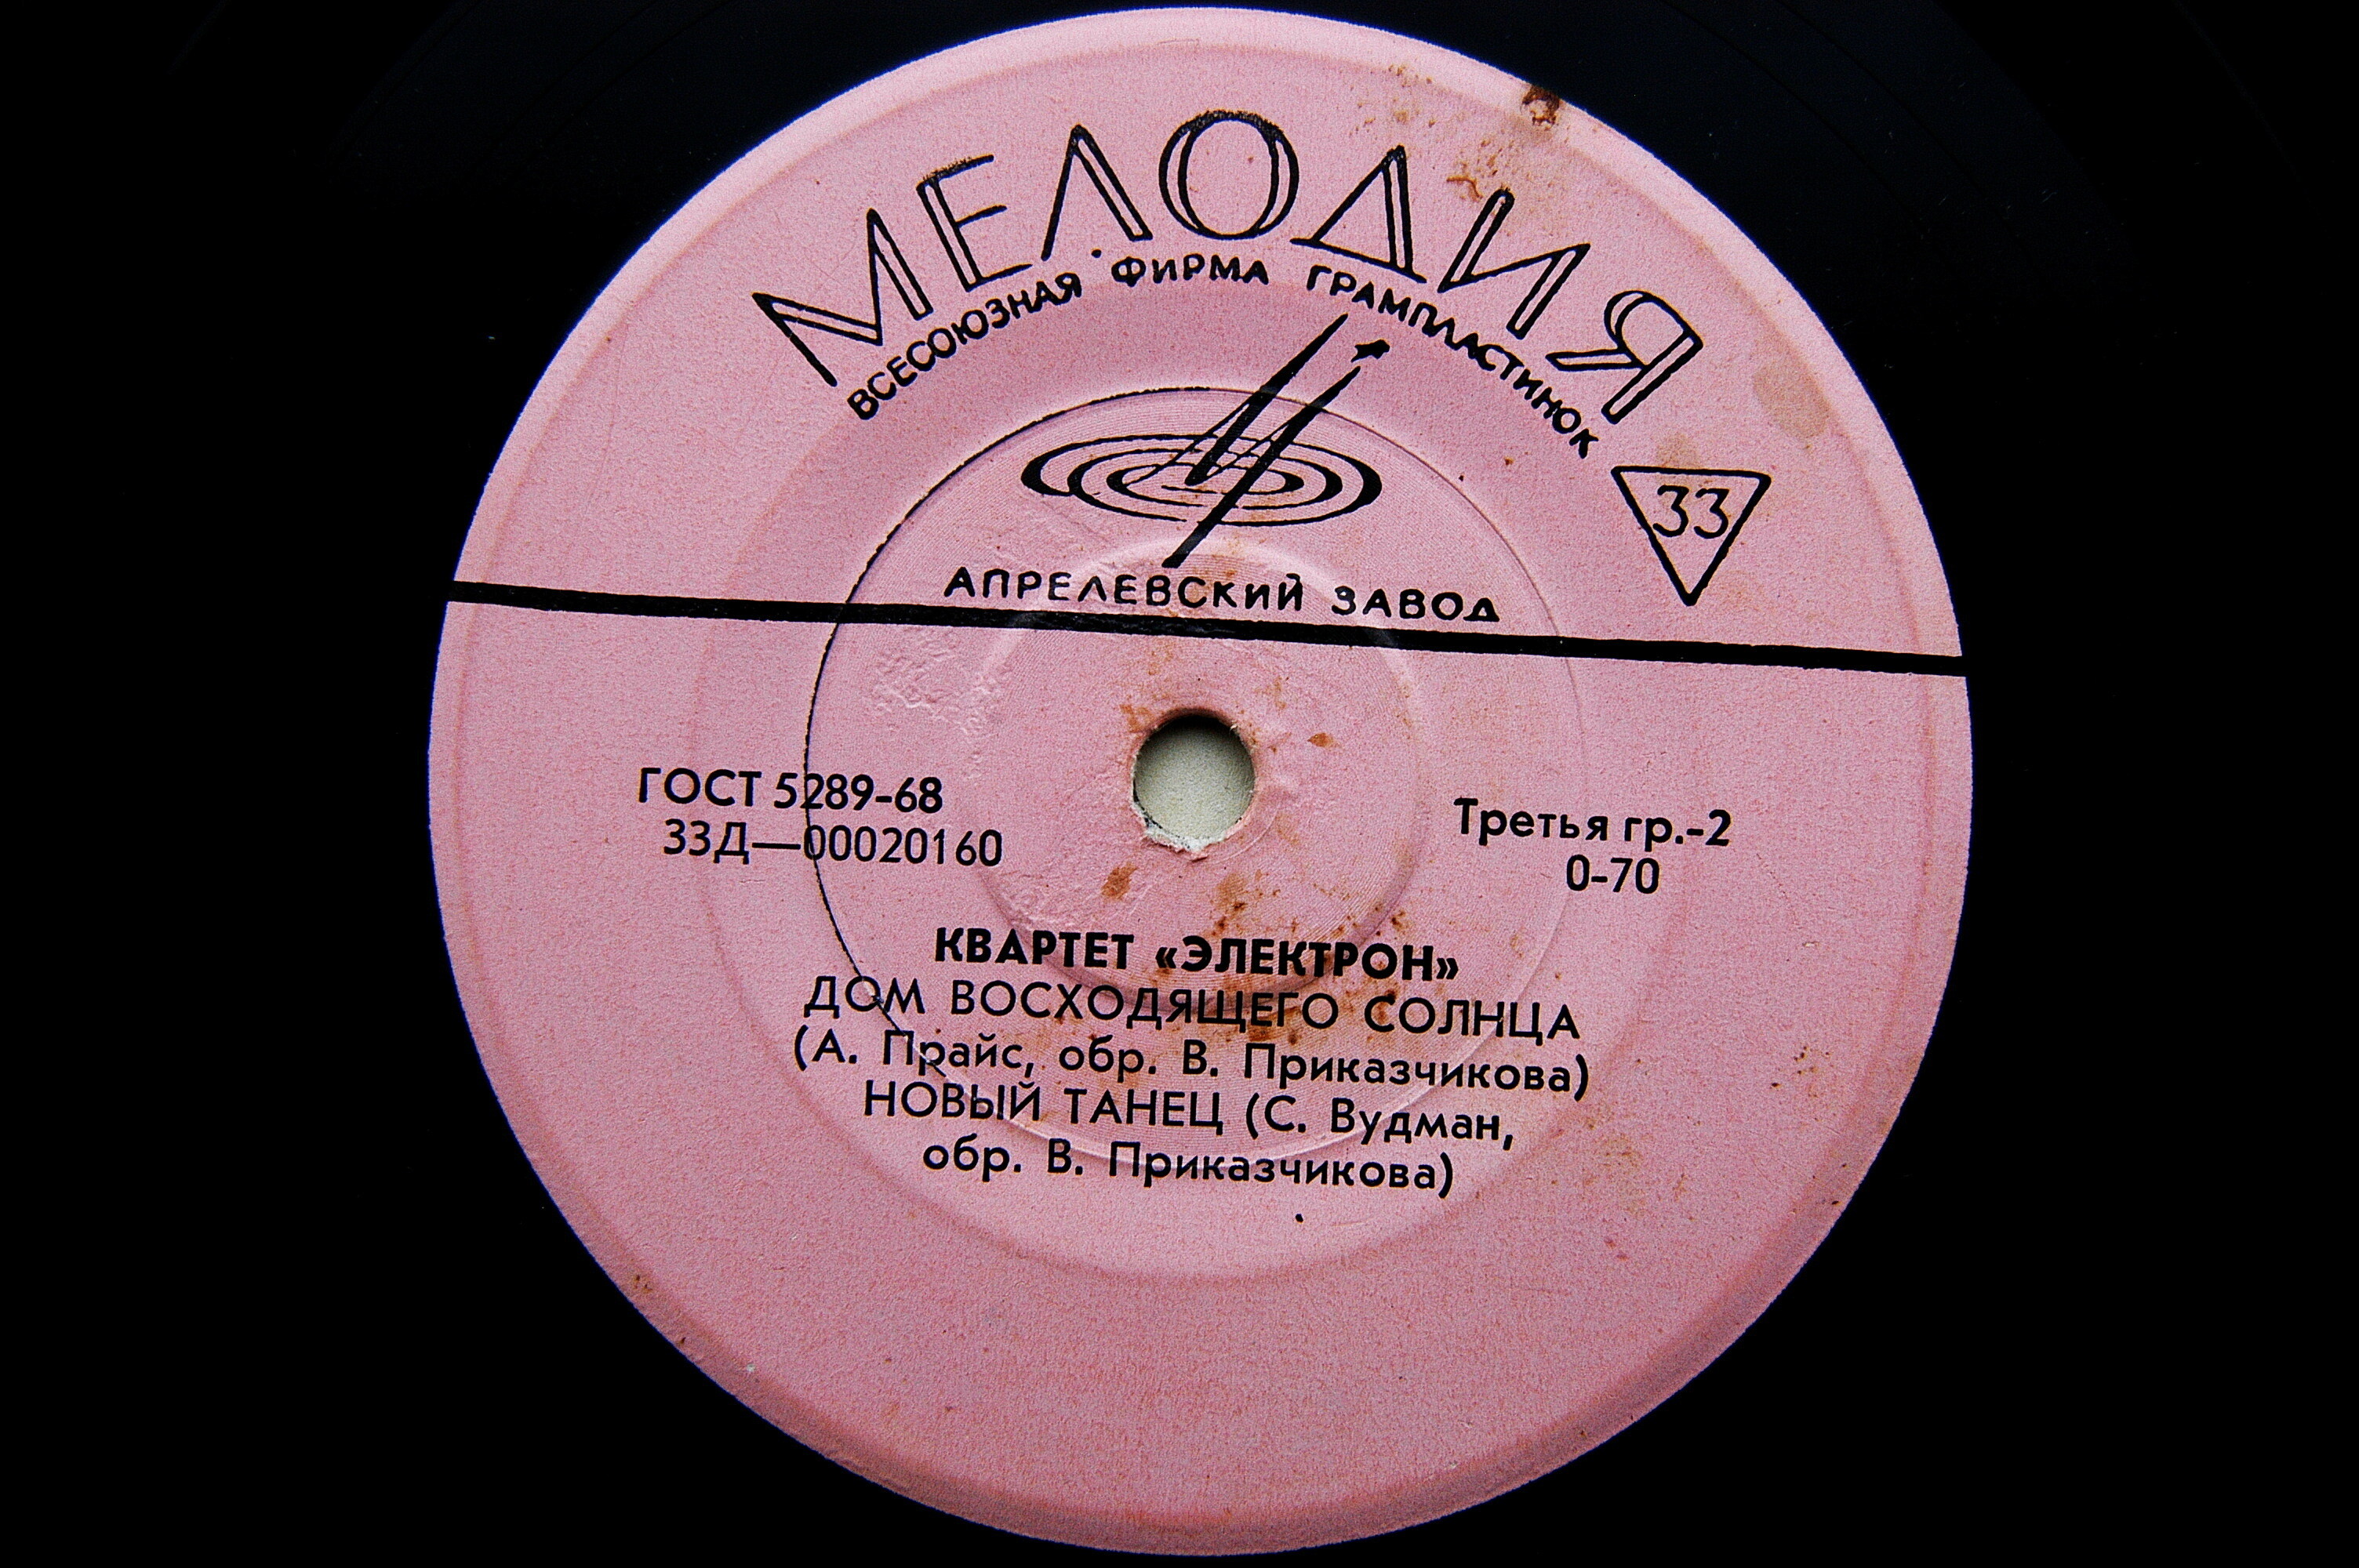 МЕЛОДИЯ
ВСЕСОЮЗНАЯ ФИРМА ГРАМПЛАСТИНОК
33
АПРЕЛЕВСКИЙ ЗАВОД
ГОСТ 5289-68
33Д—00020160
Третья гр.-2
0-70
КВАРТЕТ «ЭЛЕКТРОН»
ДОМ ВОСХОДЯЩЕГО СОЛНЦА
(А. Прайс, обр. В. Приказчикова)
НОВЫЙ ТАНЕЦ (С. Вудман,
обр. В. Приказчикова)